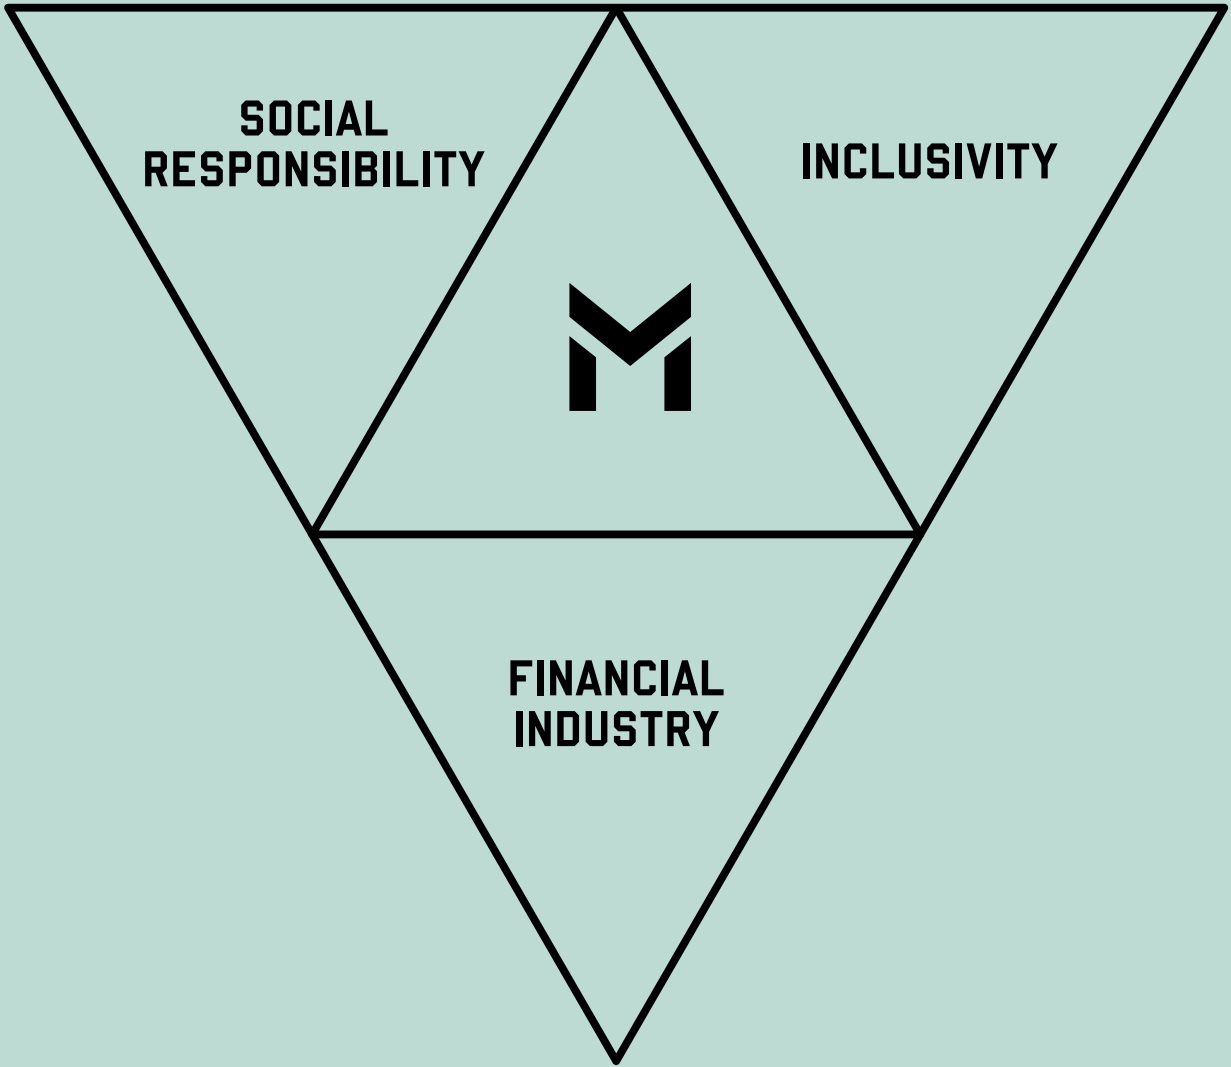 SOCIAL
RESPONSIBILITY
INCLUSIVITY
M
FINANCIAL
INDUSTRY